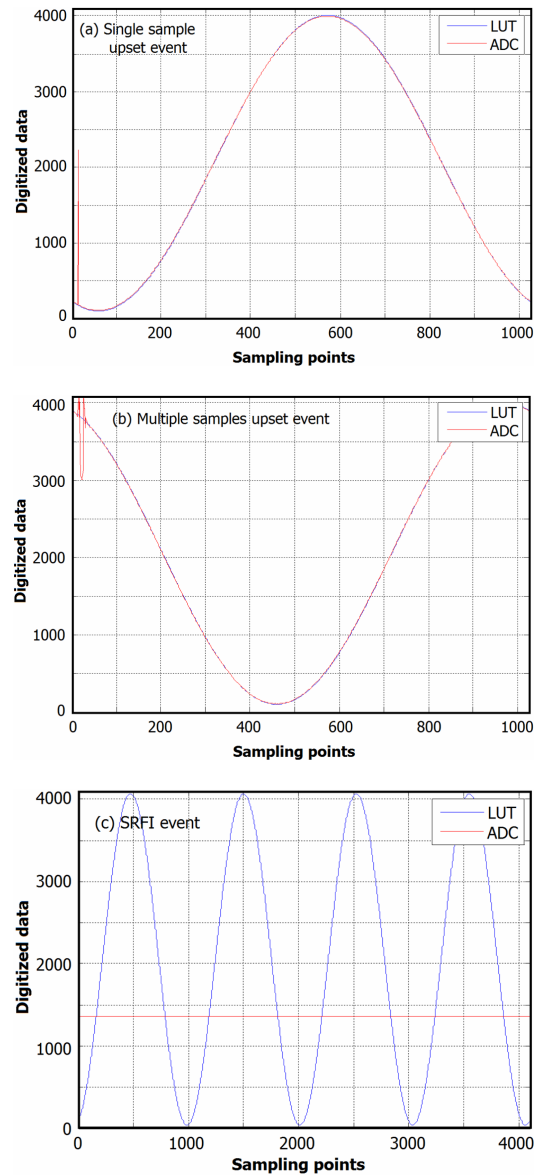 (a) Single sample
upset event
LUT
ADC
4000
3000
2000
1000
0
Digitized data
0 200 400 600 800 1000
Sampling points
(b) Multiple samples upset event
LUT
ADC
4000
3000
2000
1000
0
Digitized data
0 200 400 600 800 1000
Sampling points
(c) SRFI event
LUT
ADC
4000
3000
2000
1000
0
Digitized data
0 1000 2000 3000 4000
Sampling points